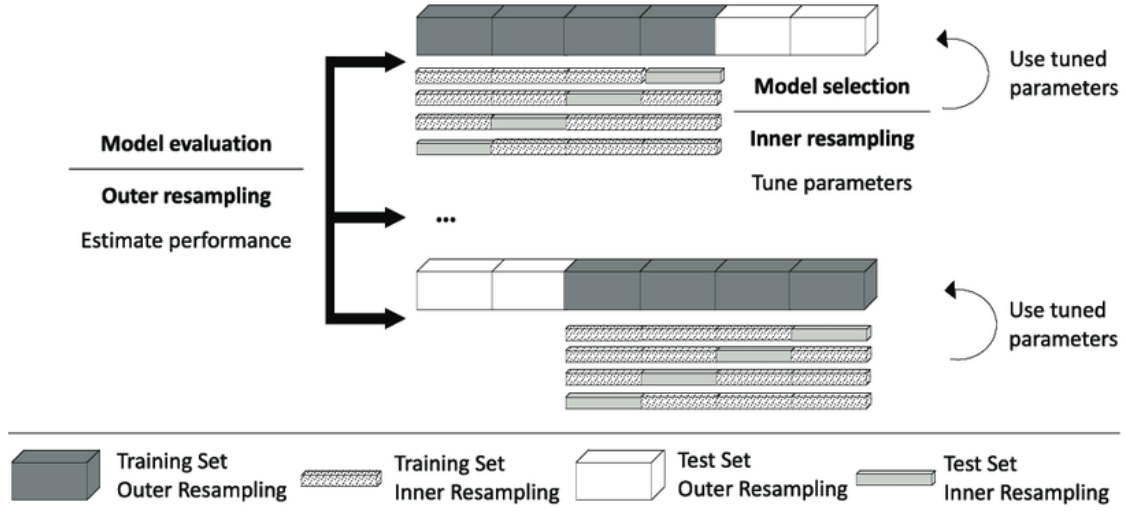 Use tuned
parameters
Model selection
Inner resampling
Tune parameters
Model evaluation
Outer resampling
Estimate performance
...
Use tuned
parameters
Training Set
Outer Resampling
Training Set
Inner Resampling
Test Set
Outer Resampling
Test Set
Inner Resampling